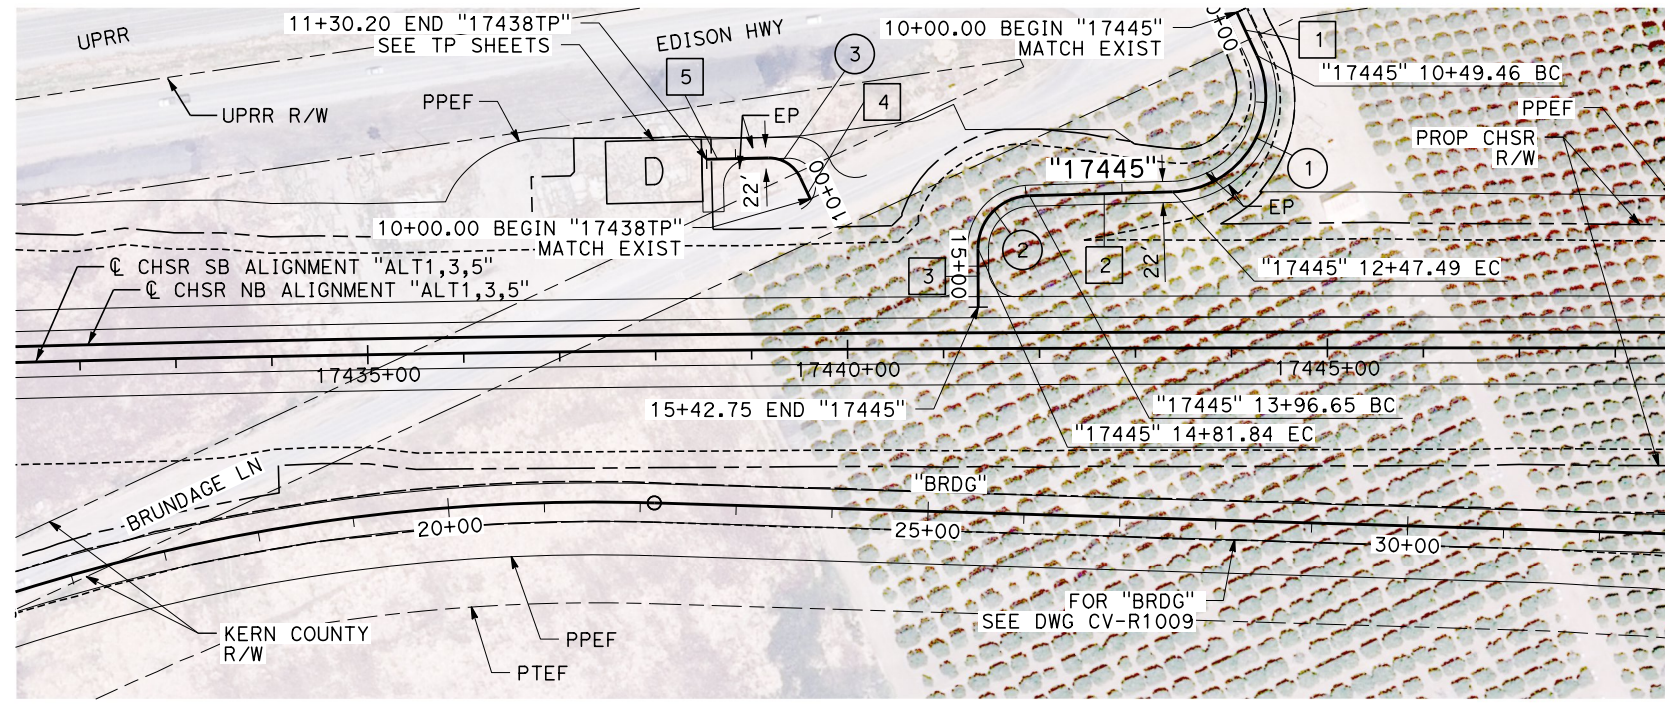 UPRR
11+30.20 END "17438TP"
SEE TP SHEETS
EDISON HWY
3
10+00.00 BEGIN "17445"
MATCH EXIST
1
"17445" 10+49.46 BC
5
4
UPRR R/W
PPEF
EP
PPEF
PROP CHSR
R/W
D
22'
11+00
"17445"
1
EP
10+00.00 BEGIN "17438TP"
MATCH EXIST
15+00
2
3
2
22'
"17445" 12+47.49 EC
℄ CHSR SB ALIGNMENT "ALT1,3,5"
℄ CHSR NB ALIGNMENT "ALT1,3,5"
17435+00
17440+00
17445+00
15+42.75 END "17445"
"17445" 13+96.65 BC
"17445" 14+81.84 EC
BRUNDAGE LN
"BRDG"
20+00
25+00
30+00
FOR "BRDG"
SEE DWG CV-R1009
KERN COUNTY
R/W
PPEF
PTEF